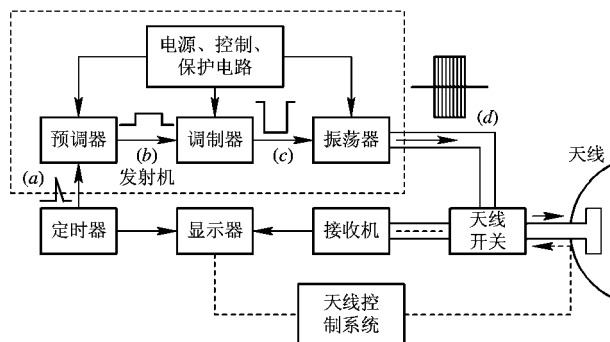 电源、控制、
保护电路
(d)
预调器
调制器
振荡器
(b)
(c)
发射机
天线
(a)
定时器
显示器
接收机
天线
开关
天线控
制系统